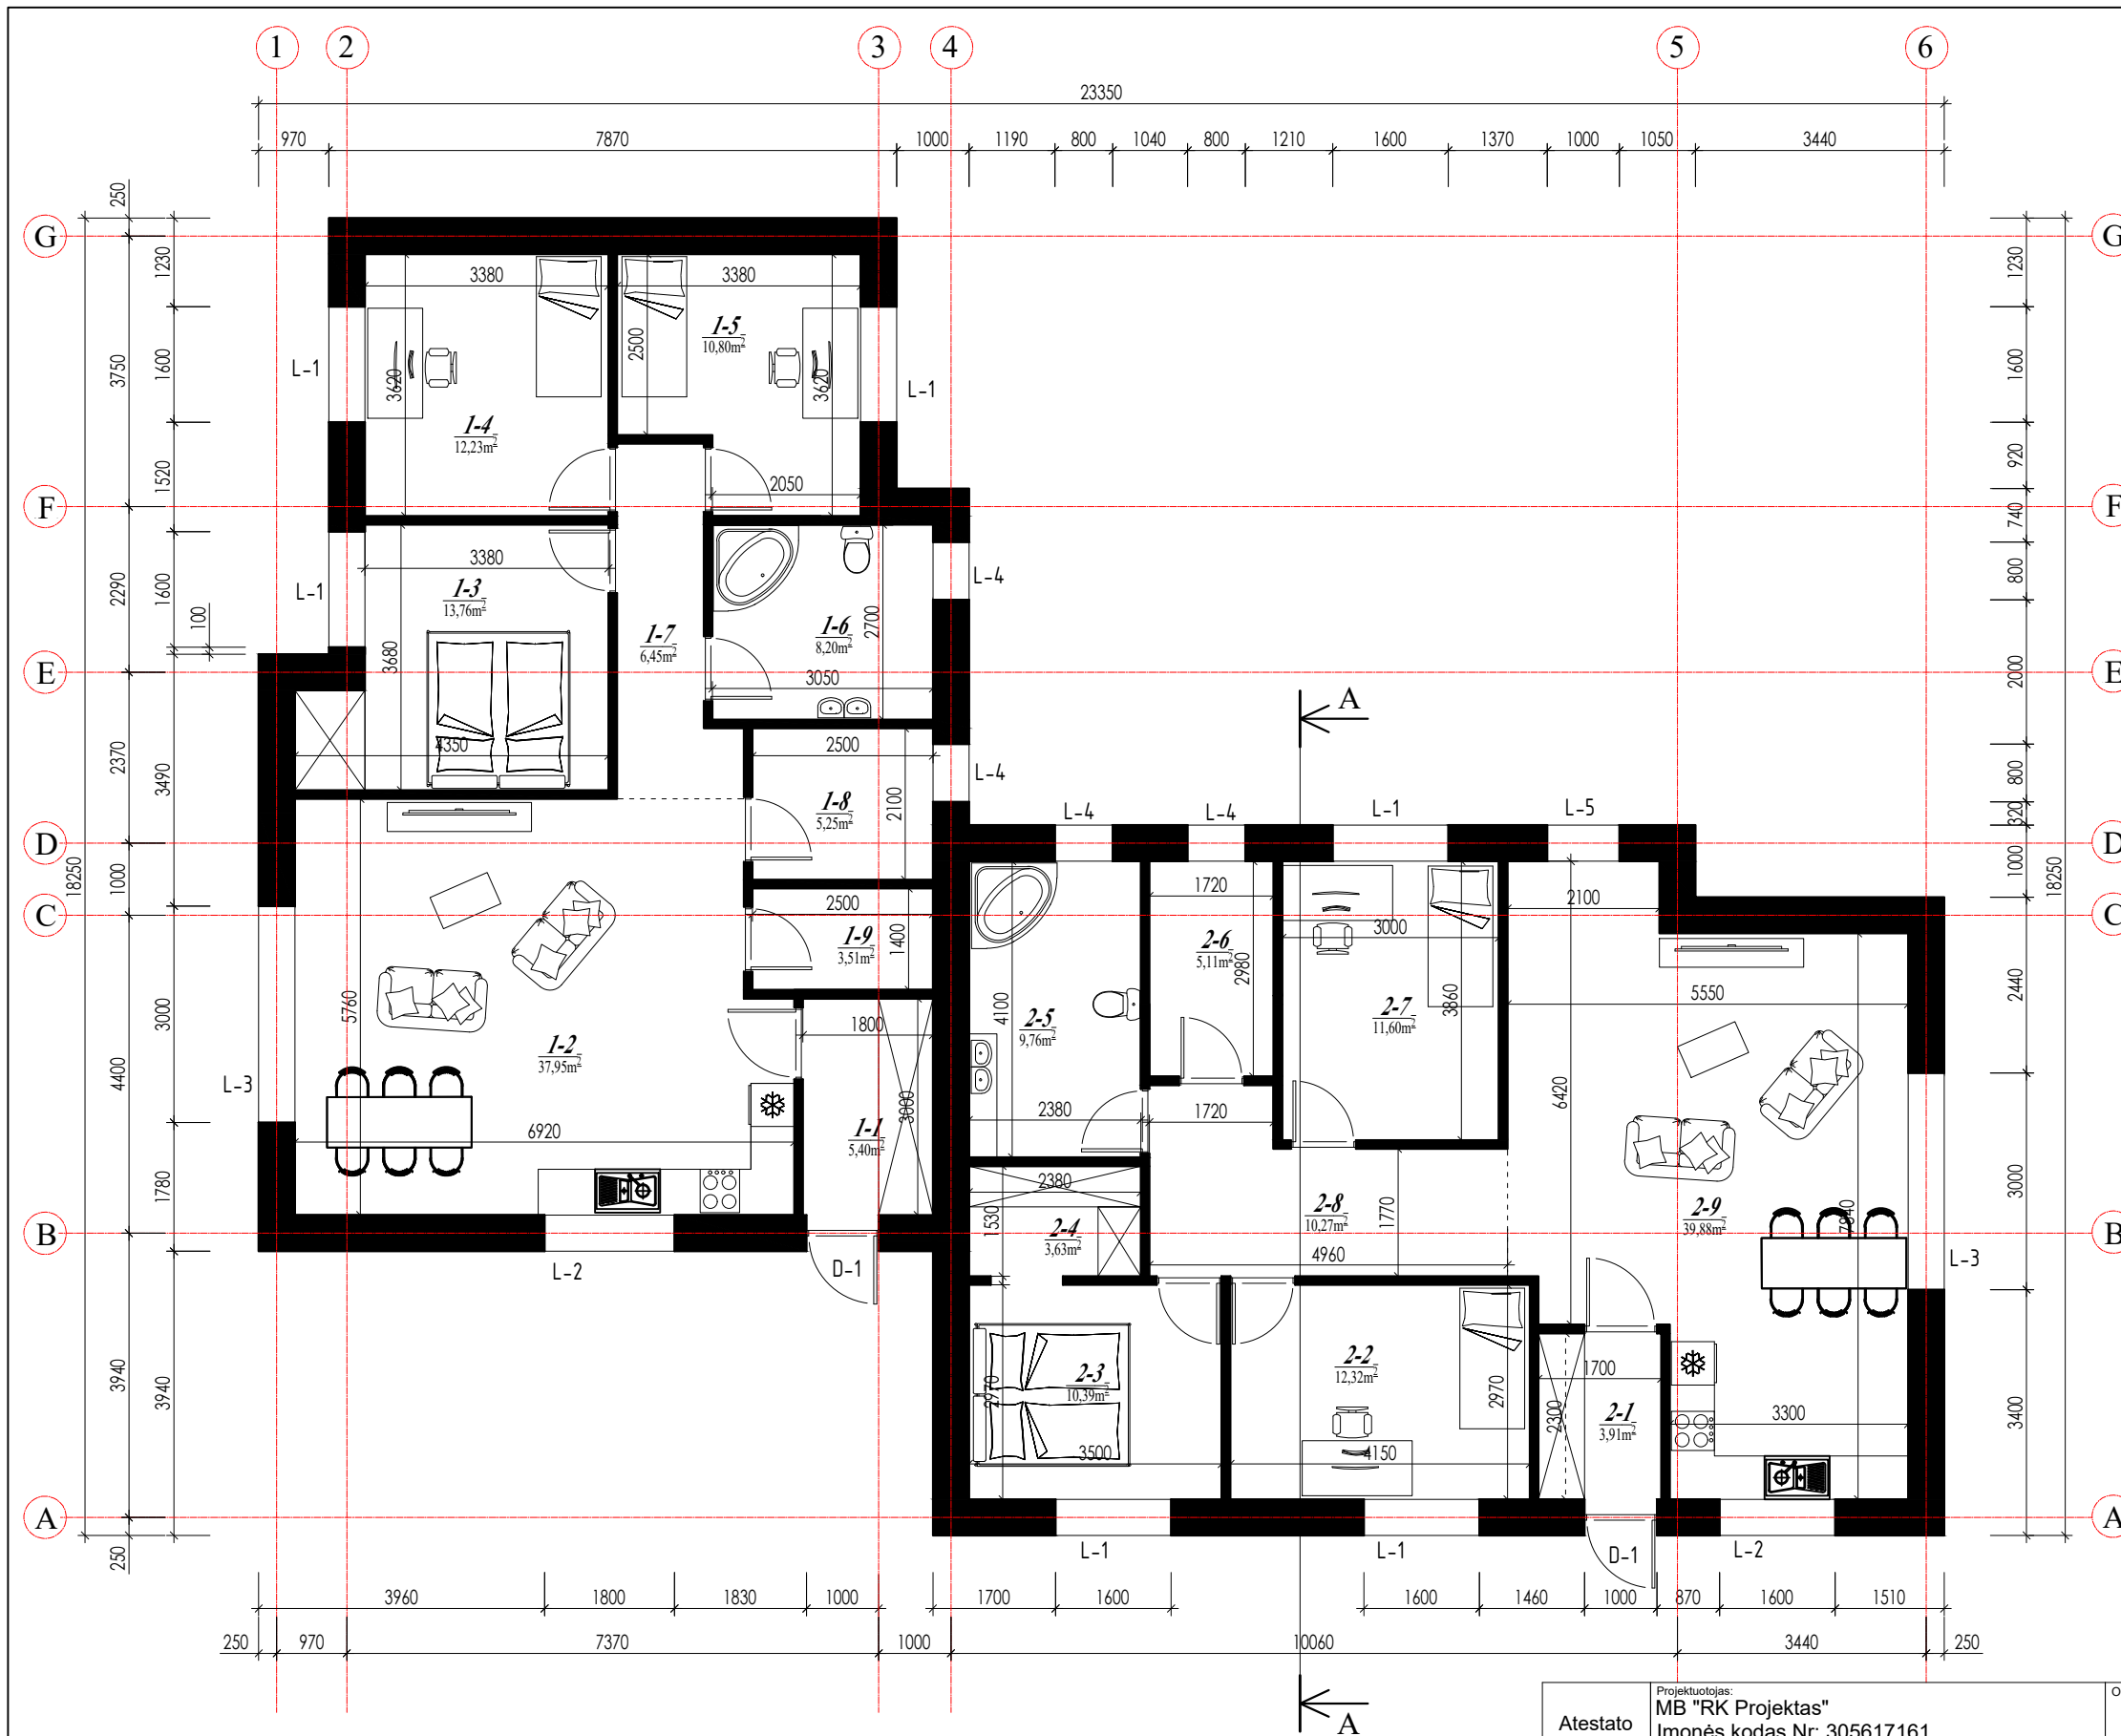 1 2 3 4 5 6
23350
970 7870 1000 1190 800 1040 800 1210 1600 1370 1000 1050 3440
250
G G
1230 1230
3380 3380
1-5
10,80m²
2500
3750 1600 L-1 3620 3620 L-1 1600
1-4
12,23m²
1520 920
2050
F F
740
3380
1-3
13,76m²
L-4
2290 1600 L-1 800
100
1-7
6,45m²
1-6
8,20m²
2700
3680
3050
E E
2000
A
4350 2500
2370 3490 L-4 800
1-8
5,25m²
2100
L-4 L-4 L-1 L-5
320
D D
18250 1000 1000 18250
1720 2100
C 2500 3000 C
1-9
3,51m²
1400
2-6
5,11m²
2980
2440
5550
3000 5760 4100
2-5
9,76m²
2-7
11,60m²
3860
1800
1-2
37,95m²
4400 L-3
6420
3000
2380 1720
6920
1-1
5,40m²
1780 3000
2380
1530
2-4
3,63m²
2-8
10,27m²
1770
2-9
39,88m²
7840
B B
4960
L-2 D-1 L-3
2-3
10,39m²
2-2
12,32m²
1700
3940 3940 2970 2970 2300
2-1
3,91m²
3300
3400
3500 4150
A A
250
L-1 L-1 D-1 L-2
3960 1800 1830 1000 1700 1600 1600 1460 1000 870 1600 1510
250 970 7370 1000 10060 3440 250
A
Projektuotojas:
MB "RK Projektas"
Atestato
Įmonės kodas Nr: 305617161